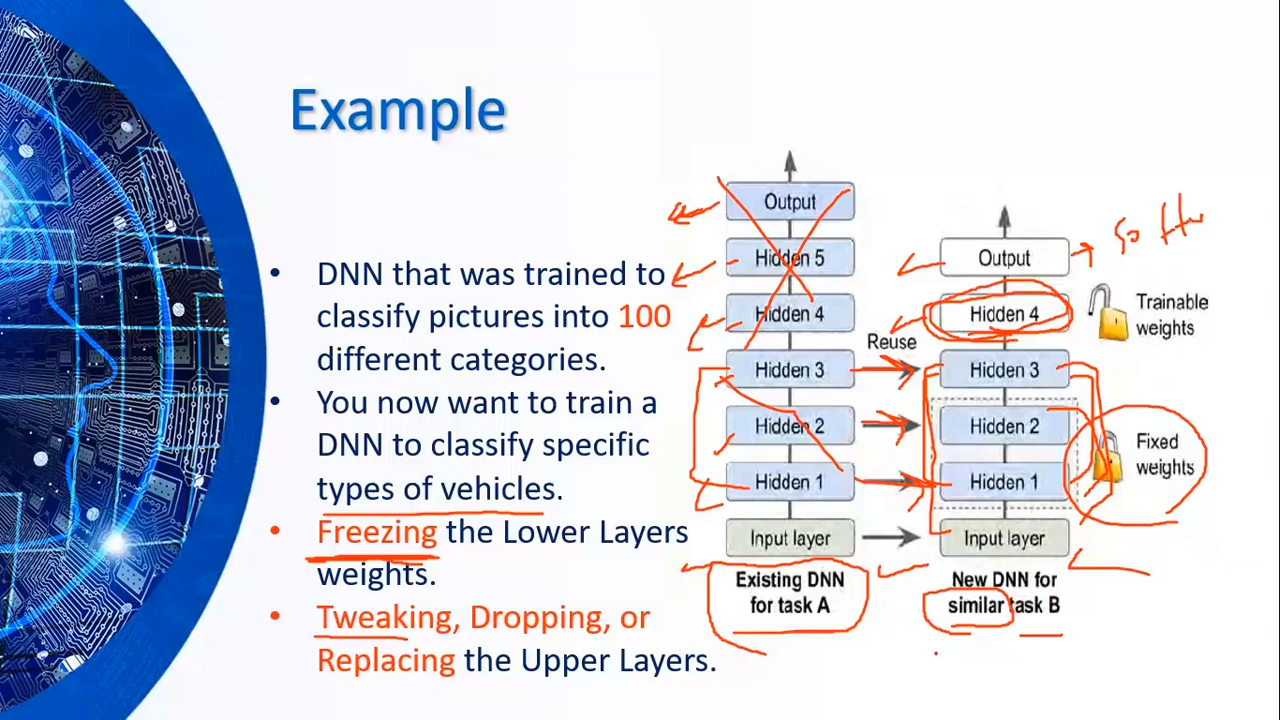 Example
• DNN that was trained to
classify pictures into 100
different categories.
• You now want to train a
DNN to classify specific
types of vehicles.
• Freezing the Lower Layers
weights.
• Tweaking, Dropping, or
Replacing the Upper Layers.
Output
Hidden 5
Hidden 4
Hidden 3
Hidden 2
Hidden 1
Input layer
Existing DNN
for task A
Reuse
Output
Hidden 4
Hidden 3
Hidden 2
Hidden 1
Input layer
New DNN for
similar task B
Trainable
weights
Fixed
weights